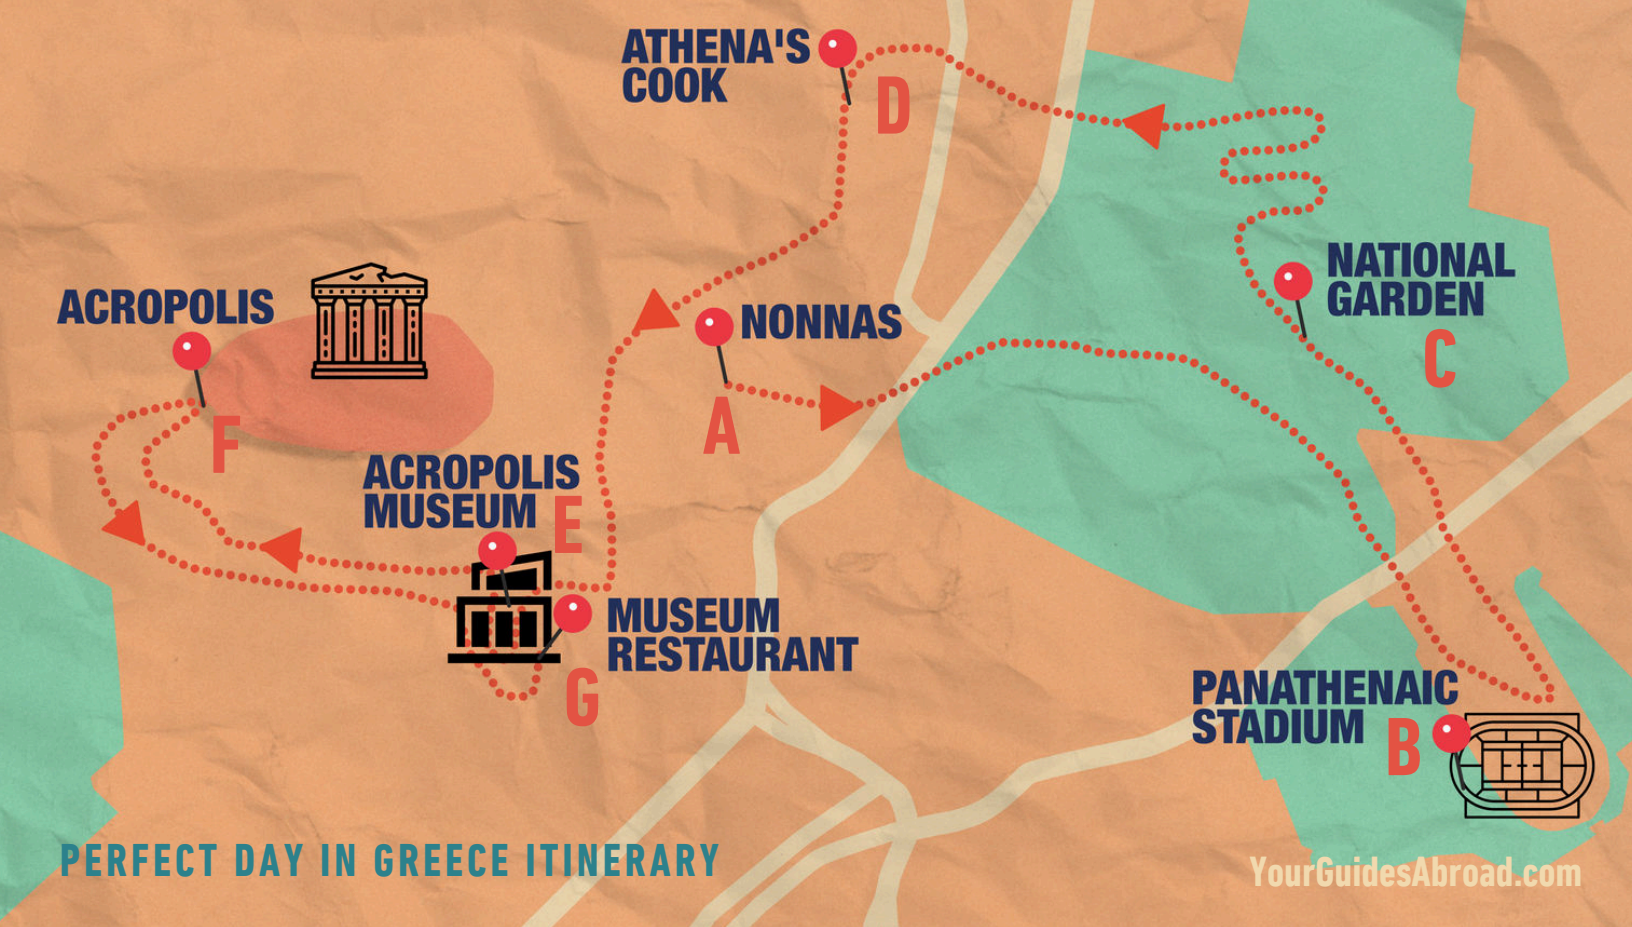 ATHENA'S
COOK
D
NATIONAL
GARDEN
C
ACROPOLIS
F
NONNAS
A
ACROPOLIS
MUSEUM
E
MUSEUM
RESTAURANT
G
PANATHENAIC
STADIUM
B
PERFECT DAY IN GREECE ITINERARY
YourGuidesAbroad.com